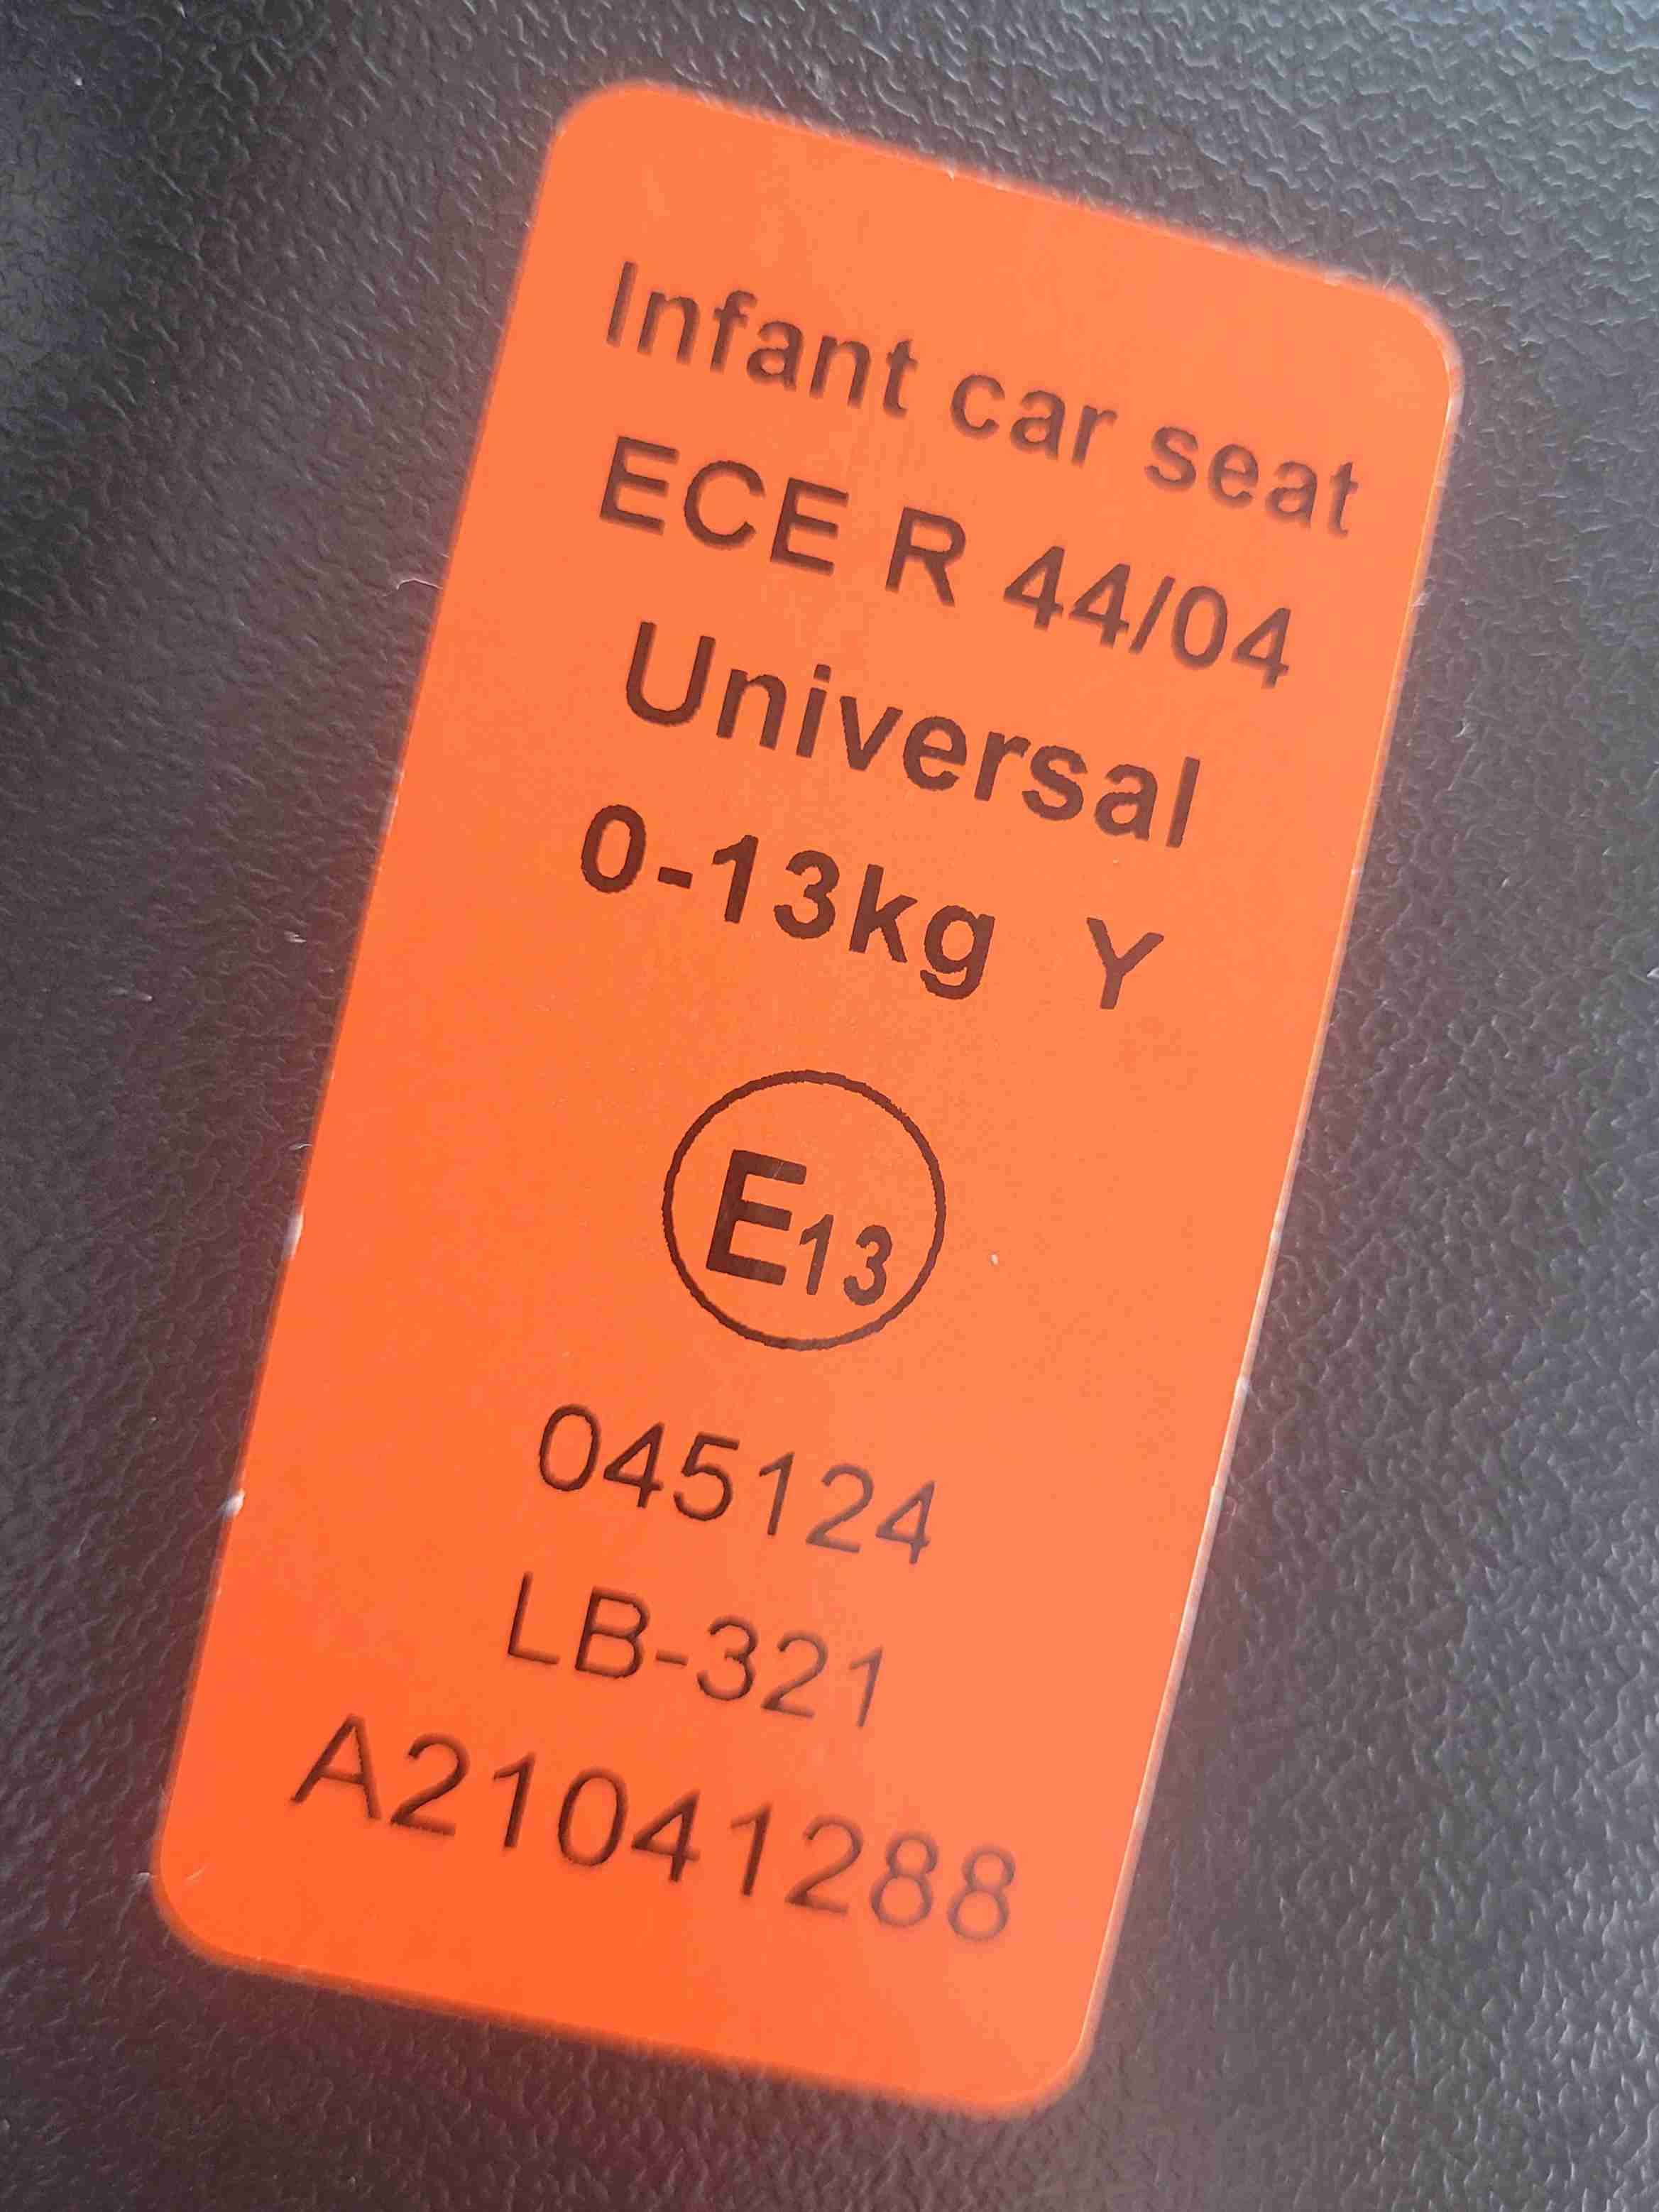 Infant car seat
ECE R 44/04
Universal
0-13kg Y
E13
045124
LB-321
A21041288